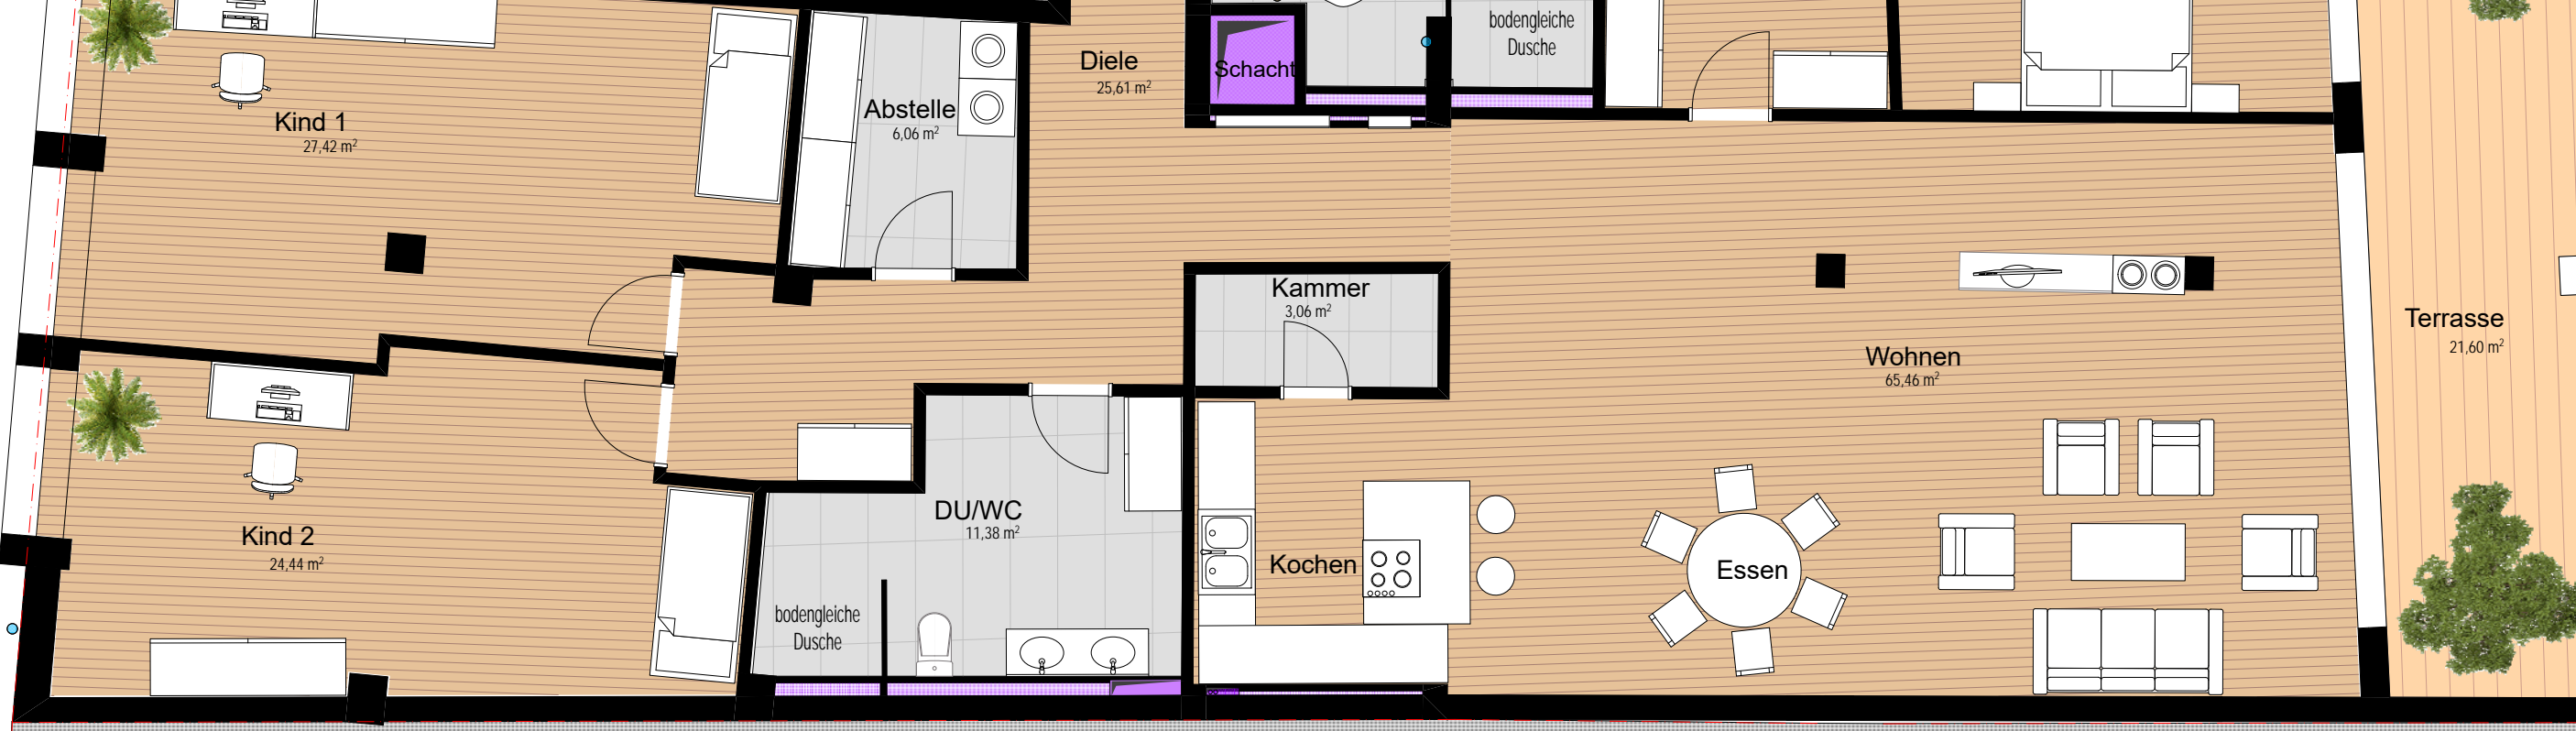 bodengleiche
Dusche
Diele
25,61 m²
Schacht
Abstelle
6,06 m²
Kind 1
27,42 m²
Kammer
3,06 m²
Terrasse
21,60 m²
Wohnen
65,46 m²
DU/WC
11,38 m²
Kind 2
24,44 m²
Kochen
Essen
bodengleiche
Dusche